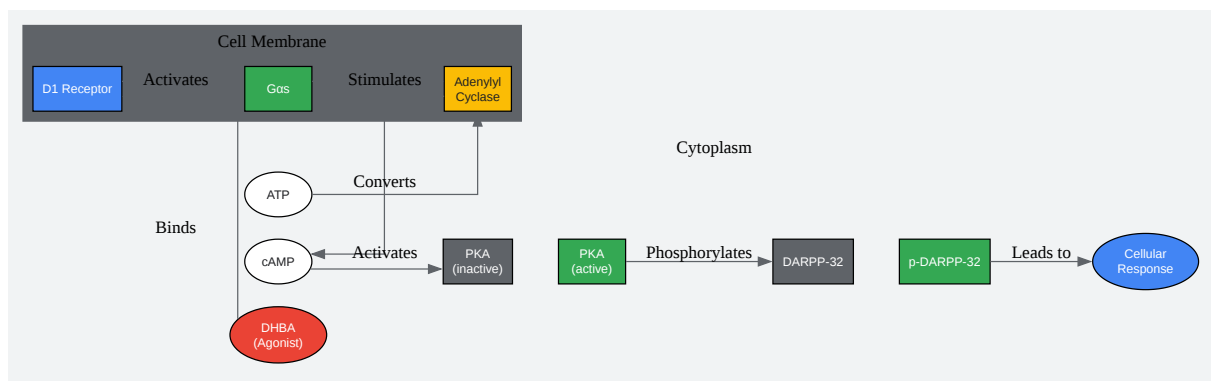 Cell Membrane
D1 Receptor
Activates
Gαs
Stimulates
Adenylyl
Cyclase
Cytoplasm
ATP
Converts
Binds
cAMP
Activates
PKA
(inactive)
PKA
(active)
Phosphorylates
DARPP-32
p-DARPP-32
Leads to
Cellular
Response
DHBA
(Agonist)